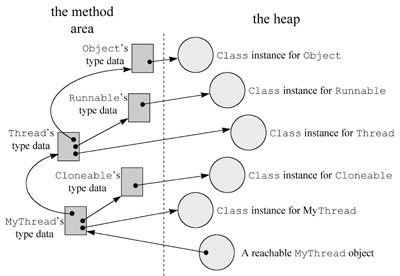 the method
area
the heap
Object's
type data
Class instance for Object
Runnable's
type data
Class instance for Runnable
Thread's
type data
Class instance for Thread
Cloneable's
type data
Class instance for Cloneable
MyThread's
type data
Class instance for MyThread
A reachable MyThread object